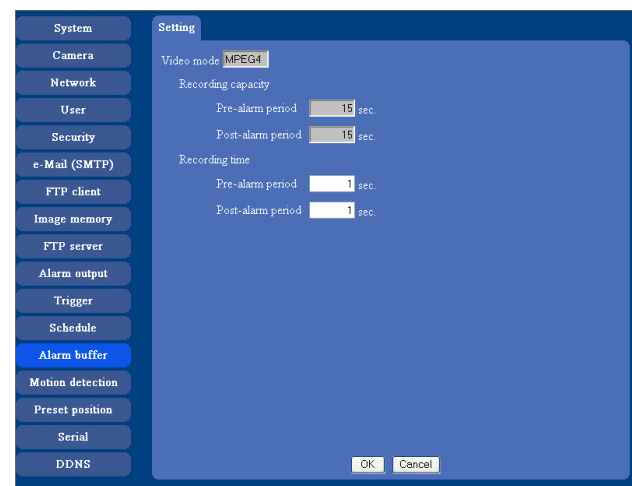 System
Camera
Network
User
Security
e-Mail (SMTP)
FTP client
Image memory
FTP server
Alarm output
Trigger
Schedule
Alarm buffer
Motion detection
Preset position
Serial
DDNS
Setting
Video mode MPEG4
Recording capacity
Pre-alarm period 15 sec.
Post-alarm period 15 sec.
Recording time
Pre-alarm period 1 sec.
Post-alarm period 1 sec.
OK Cancel